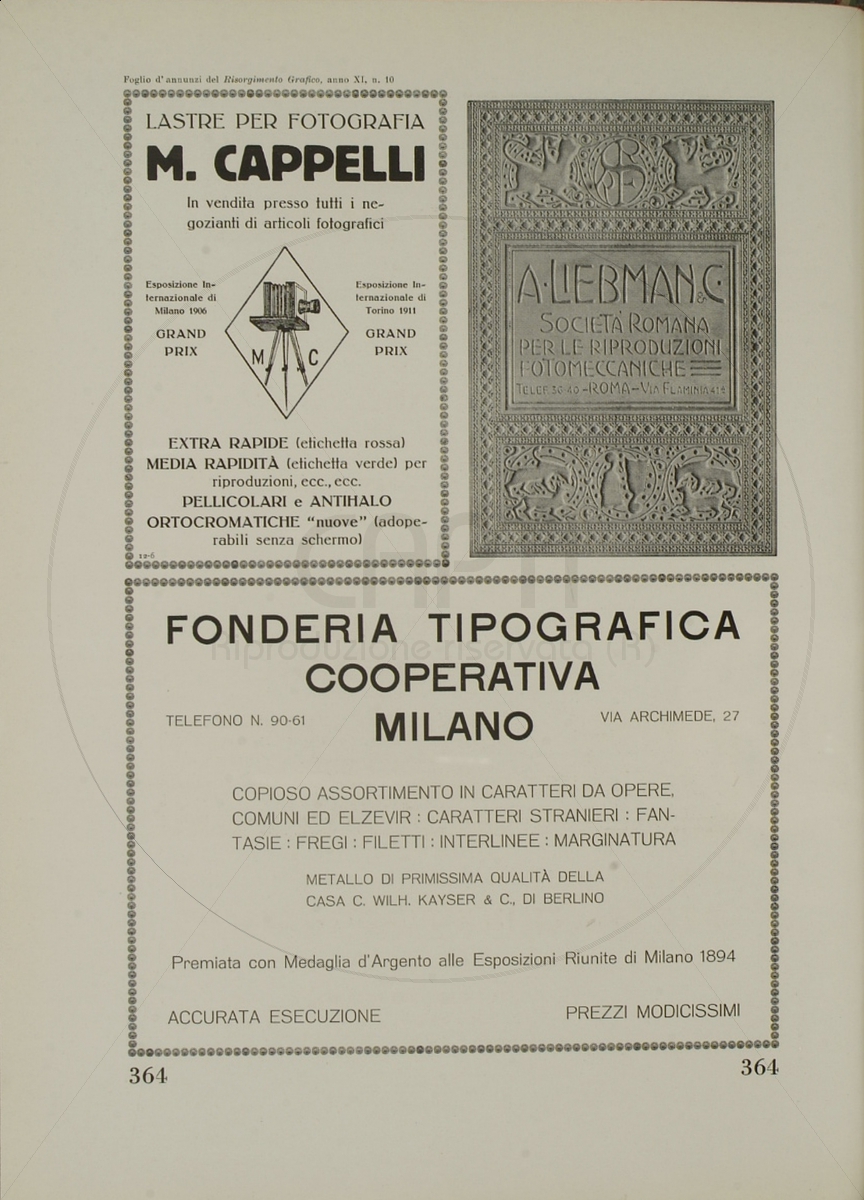 Foglio d'annunzi del Risorgimento Grafico, anno XI, n. 10
LASTRE PER FOTOGRAFIA
M. CAPPELLI
In vendita presso tutti i ne-
gozianti di articoli fotografici
Esposizione In-
ternazionale di
Milano 1906
GRAND
PRIX
M C
Esposizione In-
ternazionale di
Torino 1911
GRAND
PRIX
EXTRA RAPIDE (etichetta rossa)
MEDIA RAPIDITÀ (etichetta verde) per
riproduzioni, ecc., ecc.
PELLICOLARI e ANTIHALO
ORTOCROMATICHE "nuove" (adope-
rabili senza schermo)
12-6
A. LIEBMAN & C.
SOCIETÀ ROMANA
PER LE RIPRODUZIONI
FOTOMECCANICHE
TELEF. 30-40 - ROMA - VIA FLAMINIA
FONDERIA TIPOGRAFICA
COOPERATIVA
MILANO
TELEFONO N. 90-61
VIA ARCHIMEDE, 27
COPIOSO ASSORTIMENTO IN CARATTERI DA OPERE,
COMUNI ED ELZEVIR : CARATTERI STRANIERI : FAN-
TASIE : FREGI : FILETTI : INTERLINEE : MARGINATURA
METALLO DI PRIMISSIMA QUALITÀ DELLA
CASA C. WILH. KAYSER & C., DI BERLINO
Premiata con Medaglia d'Argento alle Esposizioni Riunite di Milano 1894
ACCURATA ESECUZIONE
PREZZI MODICISSIMI
364
364
Riproduzione riservata (R)